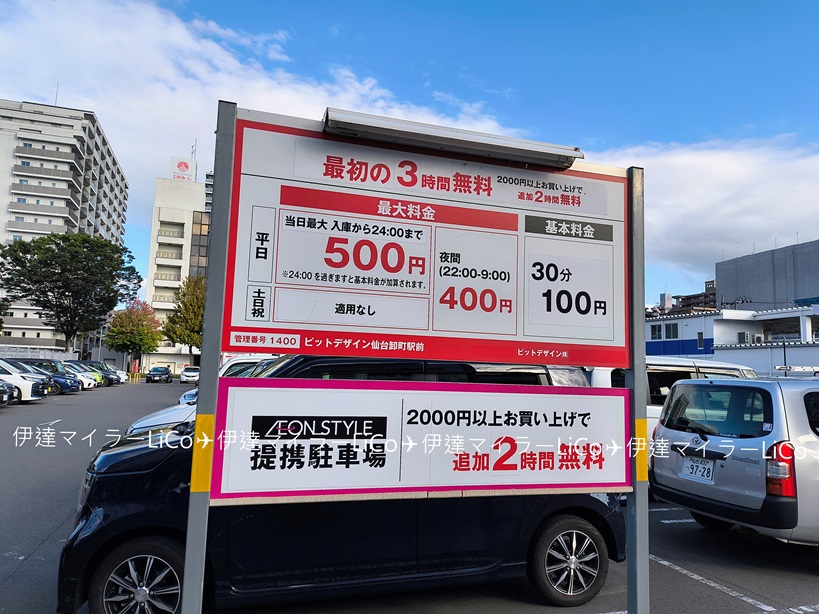 最初の3時間無料
2000円以上お買い上げで、
追加2時間無料
最大料金
平日
当日最大 入庫から24:00まで
500円
※24:00を過ぎますと基本料金が加算されます。
土日祝
適用なし
夜間
(22:00-9:00)
400円
基本料金
30分
100円
管理番号 1400
ピットデザイン仙台卸町駅前
ピットデザイン㈱
ÆON STYLE
提携駐車場
2000円以上お買い上げで
追加2時間無料
伊達マイラーLiCo✈伊達マイラーLiCo✈伊達マイラーLiCo✈伊達マイラーLiCo
97-28